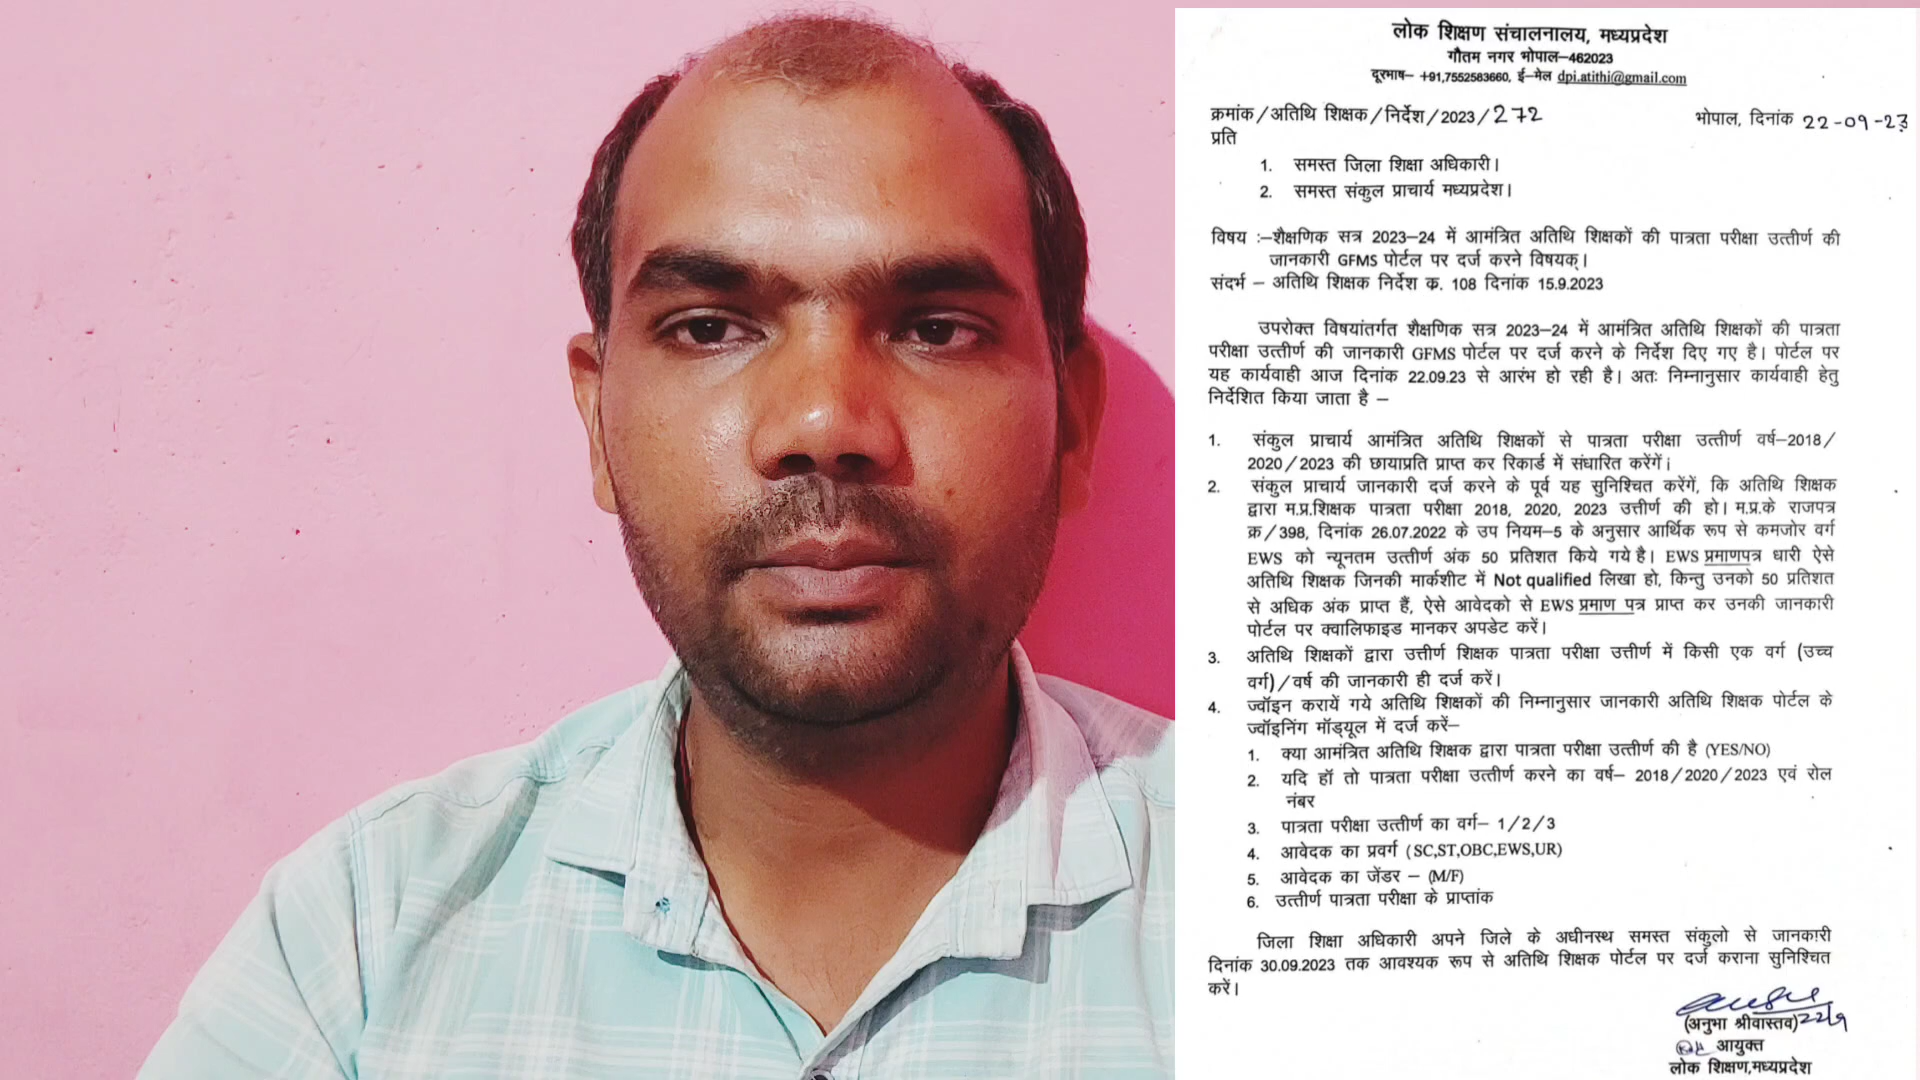 लोक शिक्षण संचालनालय, मध्यप्रदेश
गौतम नगर भोपाल–462023
दूरभाष– +91,7552583660, ई–मेल dpi.atithi@gmail.com
क्रमांक/अतिथि शिक्षक/निर्देश/2023/272
भोपाल, दिनांक 22-09-23
प्रति
1. समस्त जिला शिक्षा अधिकारी।
2. समस्त संकुल प्राचार्य मध्यप्रदेश।
विषय :–शैक्षणिक सत्र 2023–24 में आमंत्रित अतिथि शिक्षकों की पात्रता परीक्षा उत्तीर्ण की
जानकारी GFMS पोर्टल पर दर्ज करने विषयक्।
संदर्भ – अतिथि शिक्षक निर्देश क्र. 108 दिनांक 15.9.2023
उपरोक्त विषयांतर्गत शैक्षणिक सत्र 2023–24 में आमंत्रित अतिथि शिक्षकों की पात्रता
परीक्षा उत्तीर्ण की जानकारी GFMS पोर्टल पर दर्ज करने के निर्देश दिए गए है। पोर्टल पर
यह कार्यवाही आज दिनांक 22.09.23 से आरंभ हो रही है। अतः निम्नानुसार कार्यवाही हेतु
निर्देशित किया जाता है –
1. संकुल प्राचार्य आमंत्रित अतिथि शिक्षकों से पात्रता परीक्षा उत्तीर्ण वर्ष–2018/
2020/2023 की छायाप्रति प्राप्त कर रिकार्ड में संधारित करेंगें।
2. संकुल प्राचार्य जानकारी दर्ज करने के पूर्व यह सुनिश्चित करेंगें, कि अतिथि शिक्षक
द्वारा म.प्र.शिक्षक पात्रता परीक्षा 2018, 2020, 2023 उत्तीर्ण की हो। म.प्र.के राजपत्र
क्र/398, दिनांक 26.07.2022 के उप नियम–5 के अनुसार आर्थिक रूप से कमजोर वर्ग
EWS को न्यूनतम उत्तीर्ण अंक 50 प्रतिशत किये गये है। EWS प्रमाणपत्र धारी ऐसे
अतिथि शिक्षक जिनकी मार्कशीट में Not qualified लिखा हो, किन्तु उनको 50 प्रतिशत
से अधिक अंक प्राप्त हैं, ऐसे आवेदको से EWS प्रमाण पत्र प्राप्त कर उनकी जानकारी
पोर्टल पर क्वालिफाइड मानकर अपडेट करें।
3. अतिथि शिक्षकों द्वारा उत्तीर्ण शिक्षक पात्रता परीक्षा उत्तीर्ण में किसी एक वर्ग (उच्च
वर्ग)/वर्ष की जानकारी ही दर्ज करें।
4. ज्वॉइन करायें गये अतिथि शिक्षकों की निम्नानुसार जानकारी अतिथि शिक्षक पोर्टल के
ज्वॉइनिंग मॉड्यूल में दर्ज करें–
1. क्या आमंत्रित अतिथि शिक्षक द्वारा पात्रता परीक्षा उत्तीर्ण की है (YES/NO)
2. यदि हॉ तो पात्रता परीक्षा उत्तीर्ण करने का वर्ष– 2018/2020/2023 एवं रोल
नंबर
3. पात्रता परीक्षा उत्तीर्ण का वर्ग– 1/2/3
4. आवेदक का प्रवर्ग (SC,ST,OBC,EWS,UR)
5. आवेदक का जेंडर – (M/F)
6. उत्तीर्ण पात्रता परीक्षा के प्राप्तांक
जिला शिक्षा अधिकारी अपने जिले के अधीनस्थ समस्त संकुलो से जानकारी
दिनांक 30.09.2023 तक आवश्यक रूप से अतिथि शिक्षक पोर्टल पर दर्ज कराना सुनिश्चित
करें।
(अनुभा श्रीवास्तव) 22/9
आयुक्त
लोक शिक्षण,मध्यप्रदेश